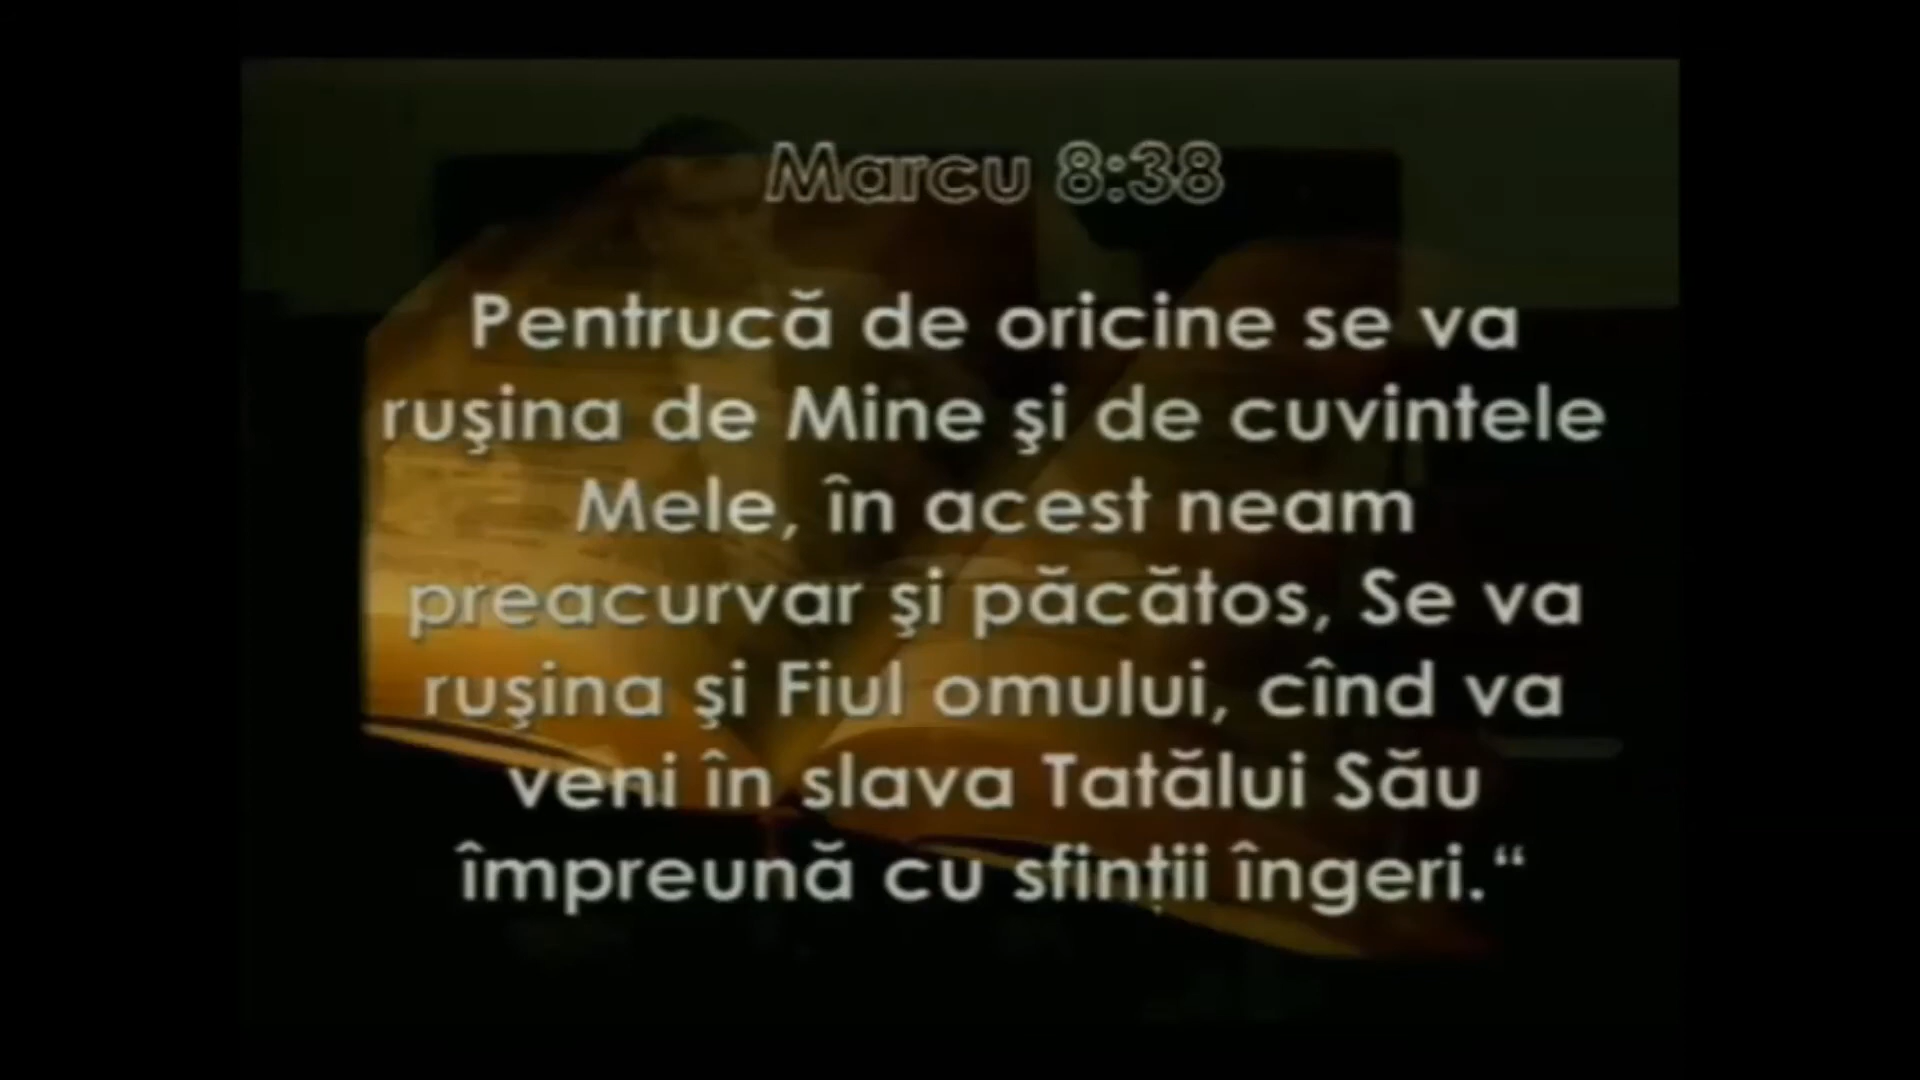 Marcu 8:38
Pentrucă de oricine se va
ruşina de Mine şi de cuvintele
Mele, în acest neam
preacurvar şi păcătos, Se va
ruşina şi Fiul omului, cînd va
veni în slava Tatălui Său
împreună cu sfinții îngeri.“